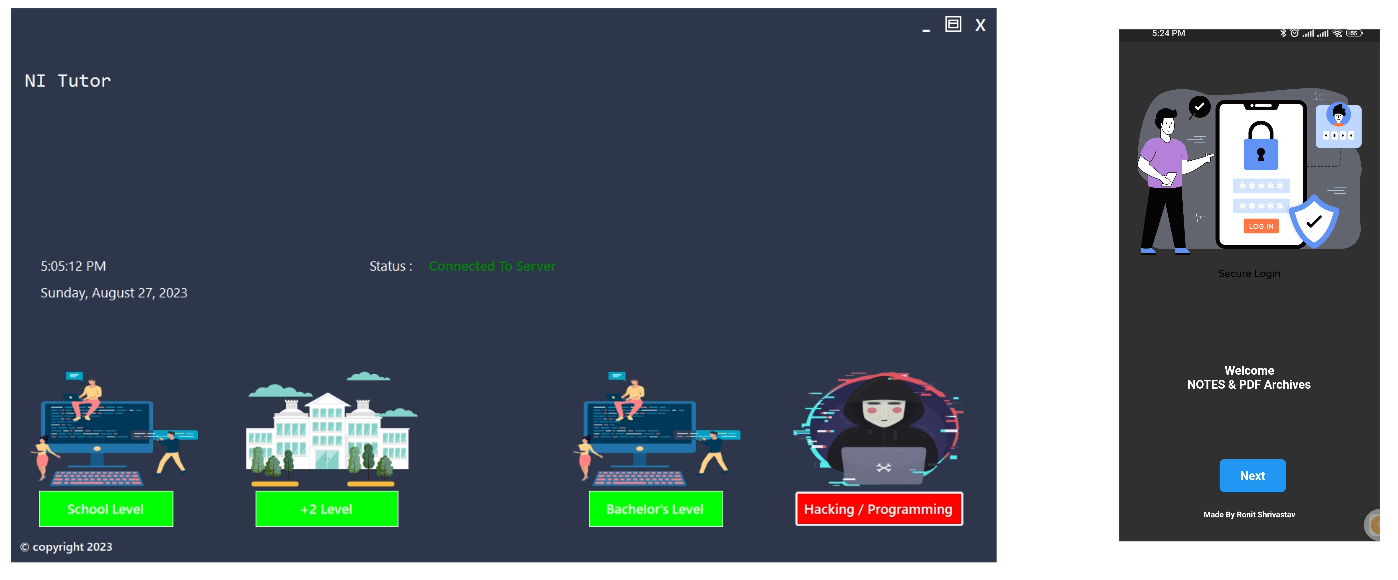 NI Tutor
5:05:12 PM
Status : Connected To Server
Sunday, August 27, 2023
School Level
+2 Level
Bachelor's Level
Hacking / Programming
© copyright 2023
5:24 PM
LOG IN
Secure Login
Welcome
NOTES & PDF Archives
Next
Made By Ronit Shrivastav